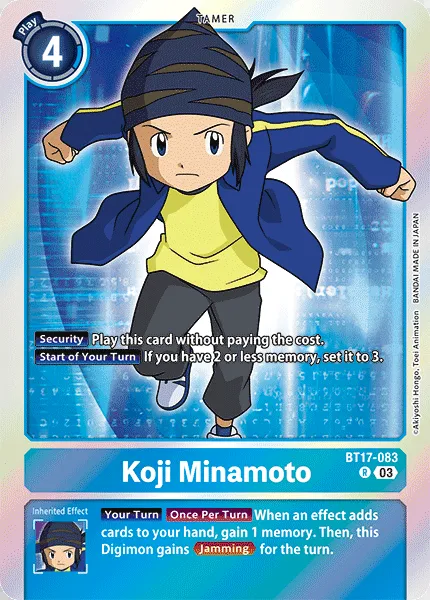 TAMER
Play
4
Security Play this card without paying the cost.
Start of Your Turn If you have 2 or less memory, set it to 3.
©Akiyoshi Hongo, Toei Animation BANDAI MADE IN JAPAN
BT17-083
Koji Minamoto
R 03
Inherited Effect
Your Turn Once Per Turn When an effect adds
cards to your hand, gain 1 memory. Then, this
Digimon gains Jamming for the turn.